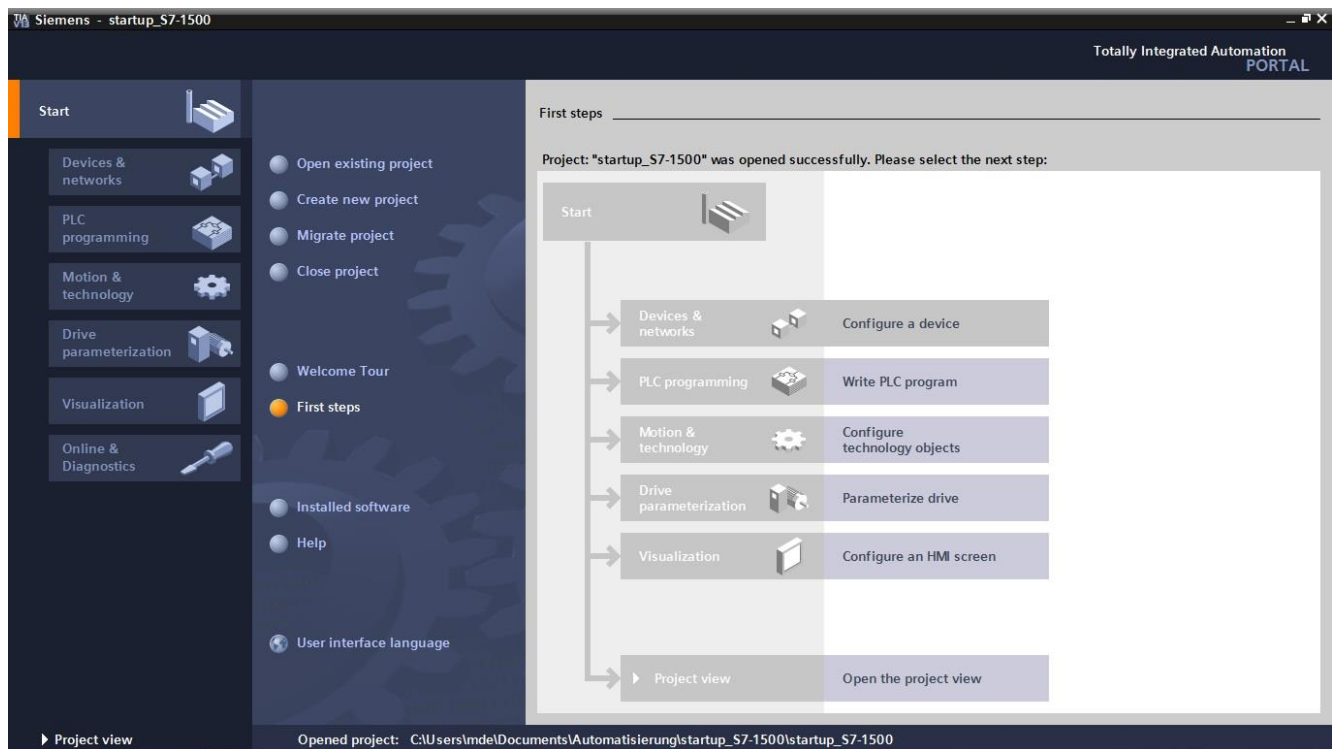 TIA V13 Siemens - startup_S7-1500
Totally Integrated Automation
PORTAL
Start
Devices &
networks
PLC
programming
Motion &
technology
Drive
parameterization
Visualization
Online &
Diagnostics
Open existing project
Create new project
Migrate project
Close project
Welcome Tour
First steps
Installed software
Help
User interface language
First steps
Project: "startup_S7-1500" was opened successfully. Please select the next step:
Start
Devices &
networks
Configure a device
PLC programming
Write PLC program
Motion &
technology
Configure
technology objects
Drive
parameterization
Parameterize drive
Visualization
Configure an HMI screen
Project view
Open the project view
Project view
Opened project: C:\Users\mde\Documents\Automatisierung\startup_S7-1500\startup_S7-1500